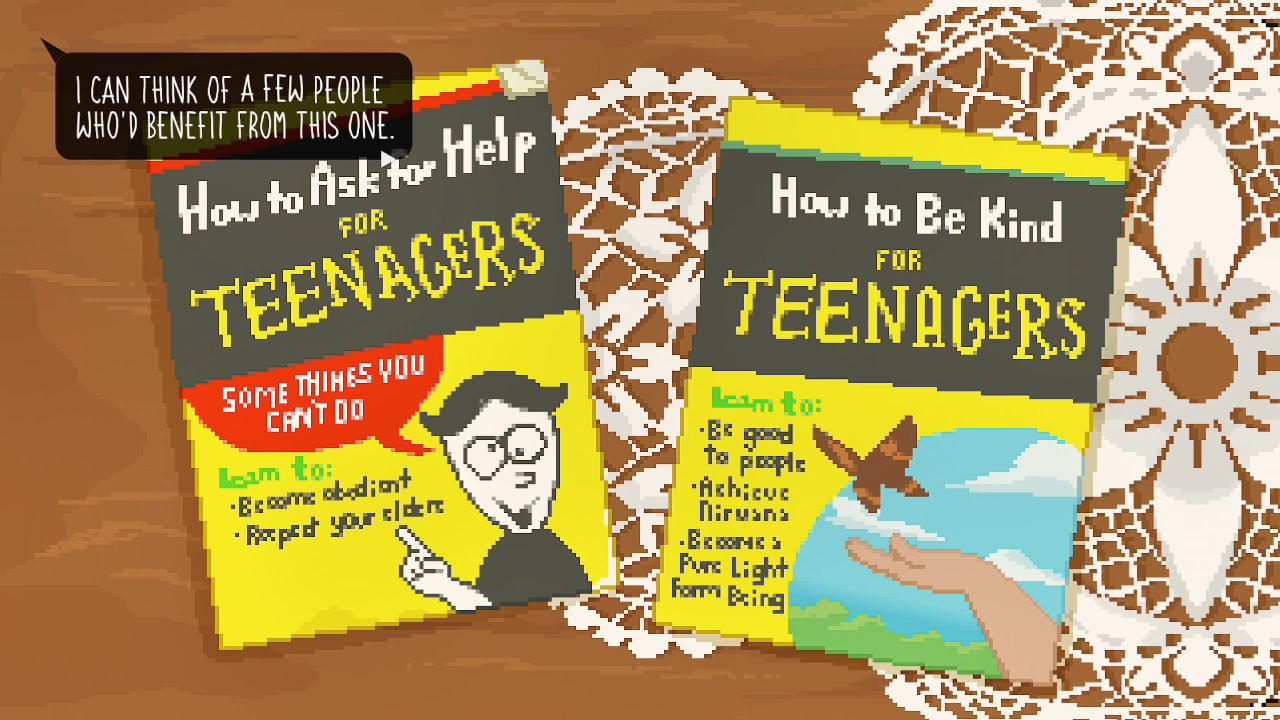 I CAN THINK OF A FEW PEOPLE
WHO'D BENEFIT FROM THIS ONE.
How to Ask for Help
FOR
TEENAGERS
SOME THINGS YOU
CAN'T DO
Learn to:
·Become obedient
·Respect your elders
How to Be Kind
FOR
TEENAGERS
Learn to:
·Be good
to people
·Achieve
Nirvana
·Become a
Pure Light
Form Being